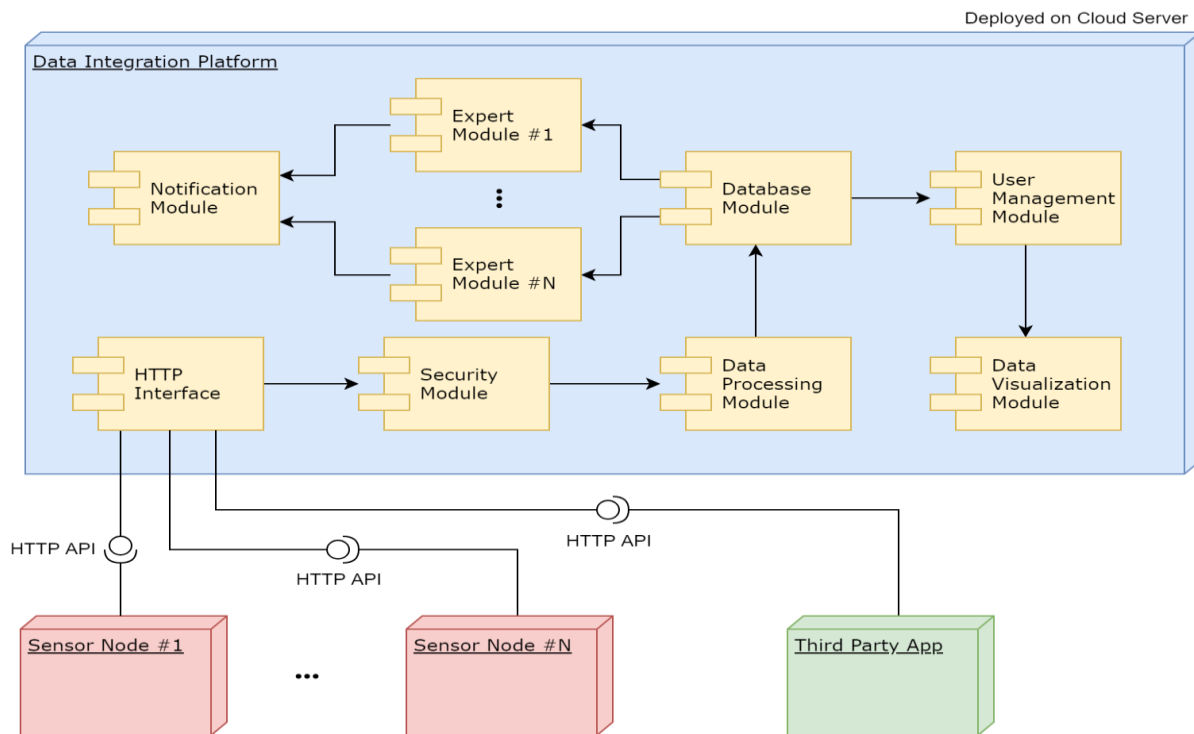 Deployed on Cloud Server
Data Integration Platform
Expert
Module #1
Notification
Module
Database
Module
User
Management
Module
Expert
Module #N
HTTP
Interface
Security
Module
Data
Processing
Module
Data
Visualization
Module
HTTP API
HTTP API
HTTP API
Sensor Node #1
...
Sensor Node #N
Third Party App